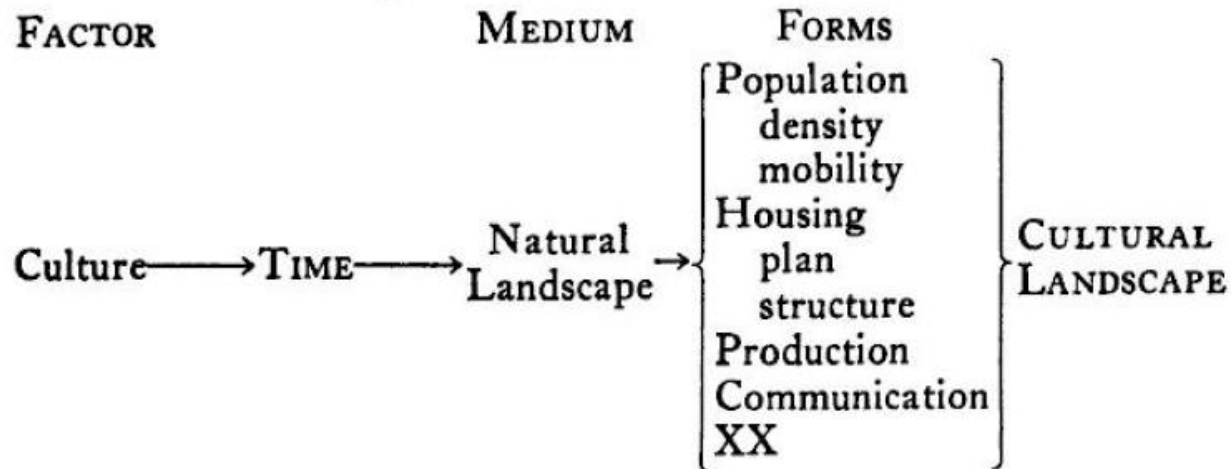 FACTOR MEDIUM FORMS
Population
density
mobility
Housing
plan
structure
Production
Communication
XX
Culture TIME Natural Landscape
CULTURAL
LANDSCAPE